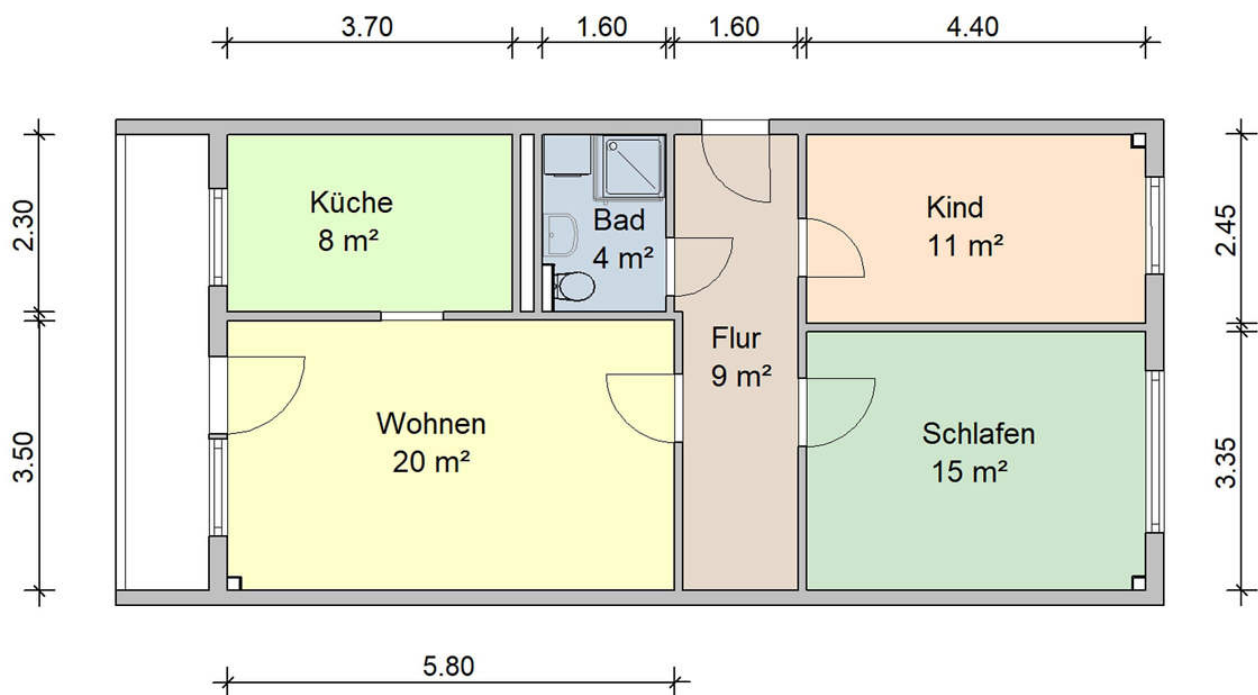 3.70
1.60
1.60
4.40
2.30
3.50
Küche
8 m²
Bad
4 m²
Kind
11 m²
Flur
9 m²
Wohnen
20 m²
Schlafen
15 m²
2.45
3.35
5.80